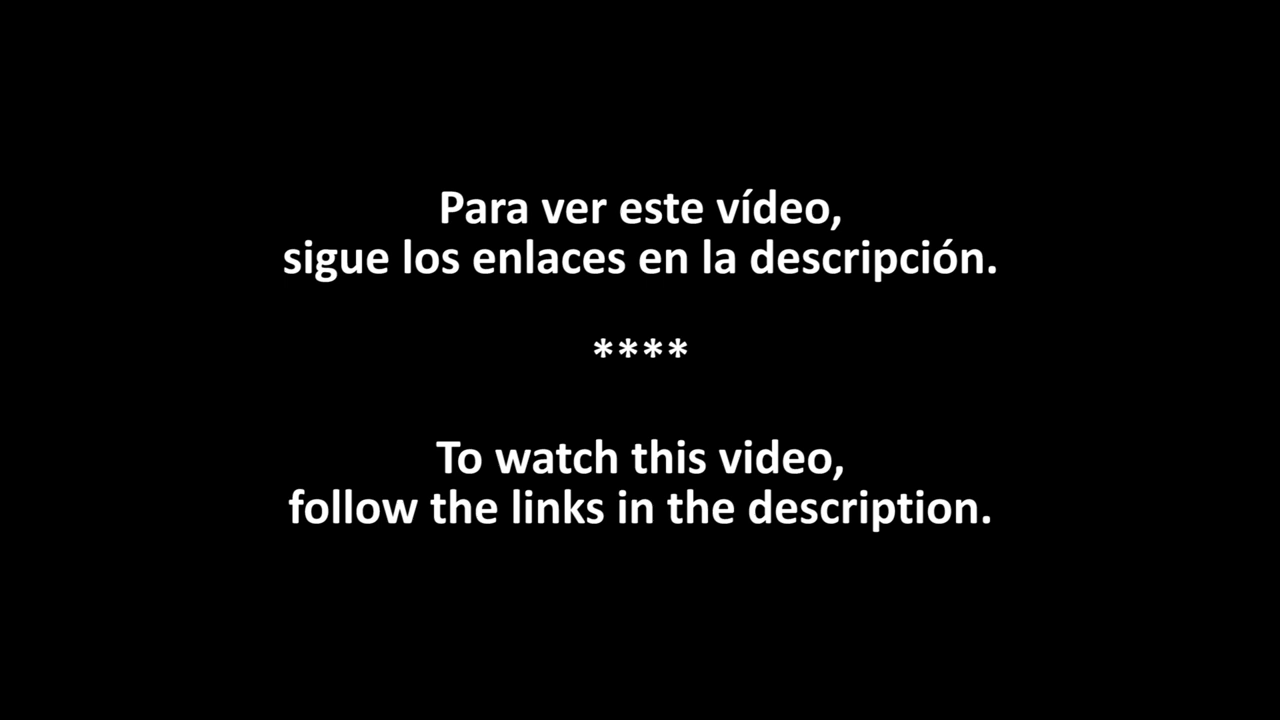 Para ver este vídeo,
sigue los enlaces en la descripción.
****
To watch this video,
follow the links in the description.